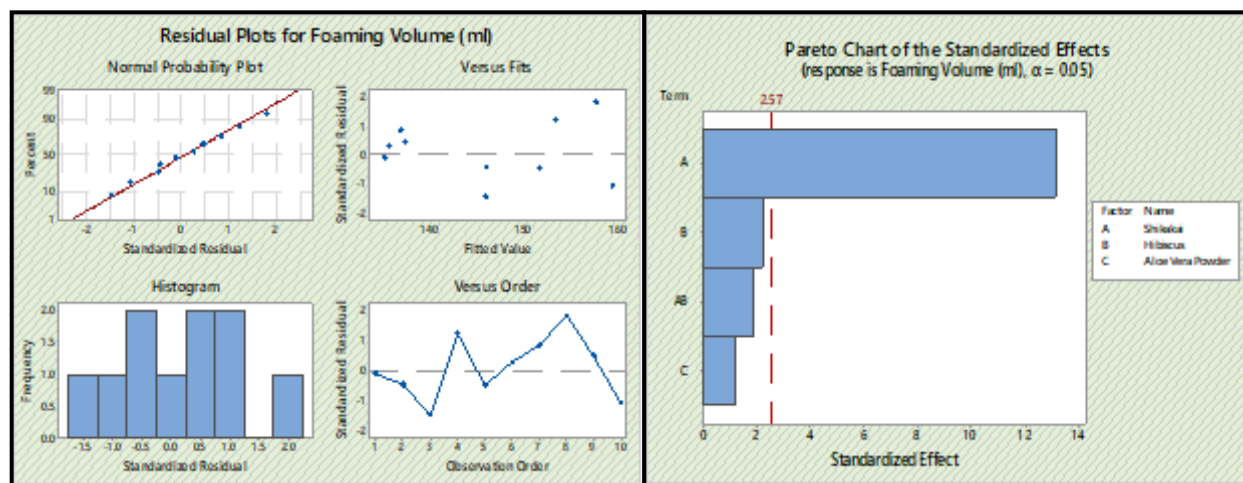 Residual Plots for Foaming Volume (ml)
Normal Probability Plot
99
90
50
10
1
Percent
-2 -1 0 1 2
Standardized Residual
Versus Fits
2
1
0
-1
-2
Standardized Residual
140 150 160
Fitted Value
Histogram
2.0
1.5
1.0
0.5
0.0
Frequency
-1.5 -1.0 -0.5 0.0 0.5 1.0 1.5 2.0
Standardized Residual
Versus Order
2
1
0
-1
-2
Standardized Residual
1 2 3 4 5 6 7 8 9 10
Observation Order
Pareto Chart of the Standardized Effects
(response is Foaming Volume (ml), α = 0.05)
Term
2.57
A
B
AB
C
0 2 4 6 8 10 12 14
Standardized Effect
Factor Name
A Shikakai
B Hibiscus
C Aloe Vera Powder